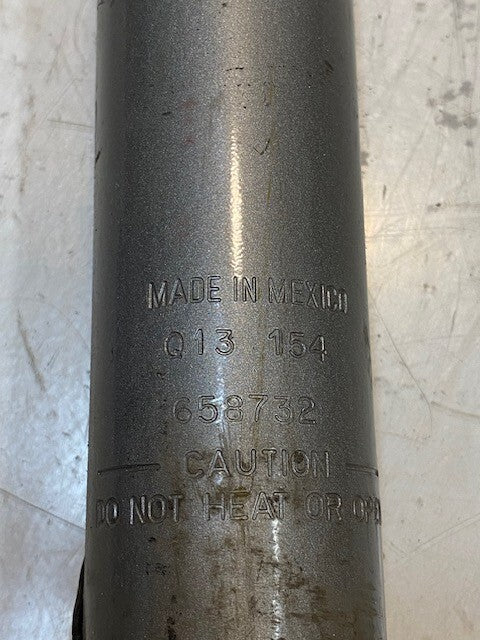 MADE IN MEXICO
Q13 154
658732
CAUTION
DO NOT HEAT OR